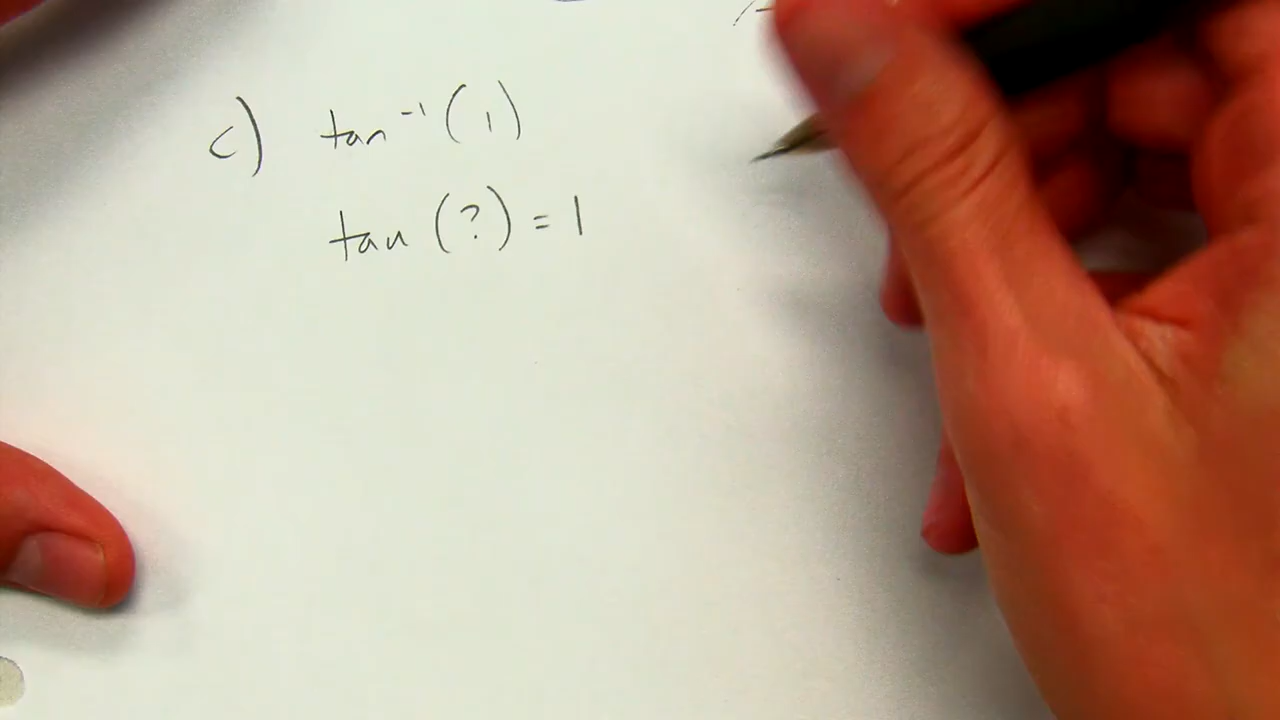 c) tan⁻¹(1)
tan(?) = 1